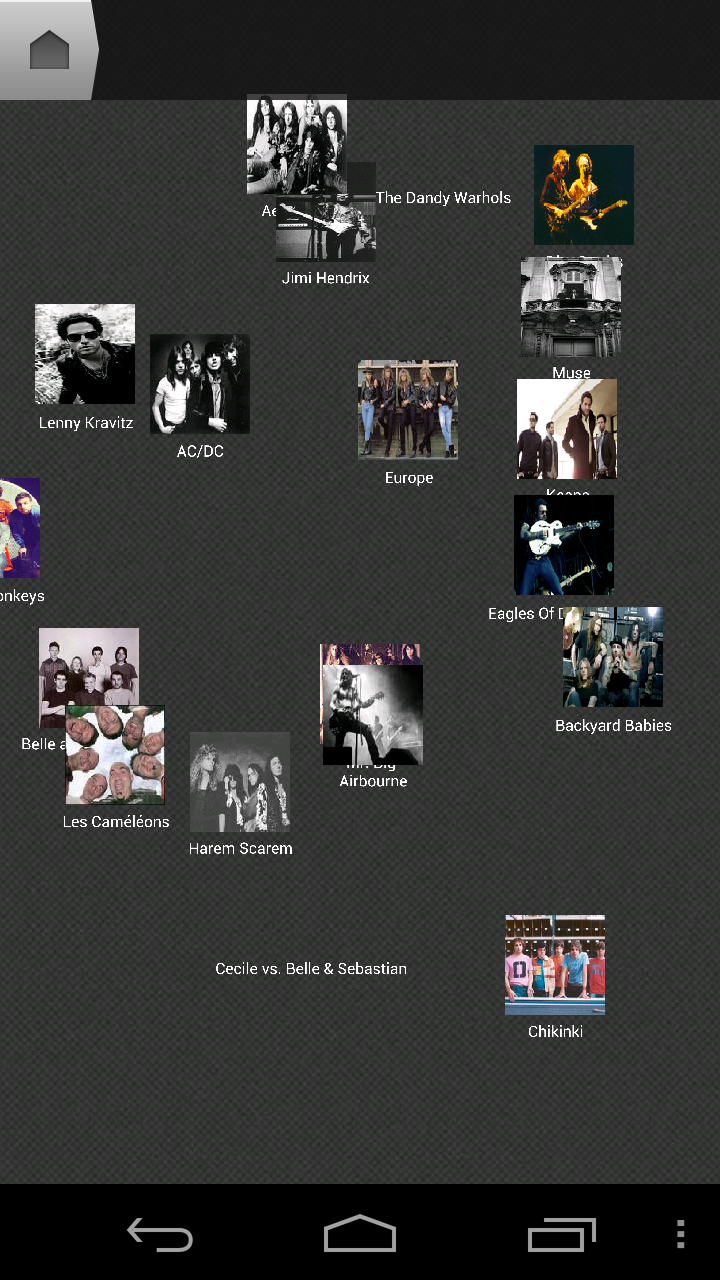 The Dandy Warhols
Ae
Jimi Hendrix
Muse
Lenny Kravitz
AC/DC
Europe
Keane
onkeys
Eagles Of D
Backyard Babies
Belle a
Mr. Big
Airbourne
Les Caméléons
Harem Scarem
Cecile vs. Belle & Sebastian
Chikinki